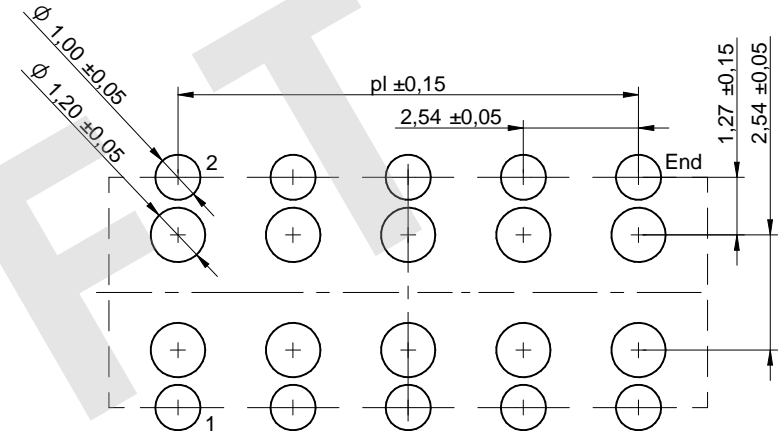 ⌀ 1,00 ±0,05
⌀ 1,20 ±0,05
pl ±0,15
2,54 ±0,05
1,27 ±0,15
2,54 ±0,05
2
End
1
F T